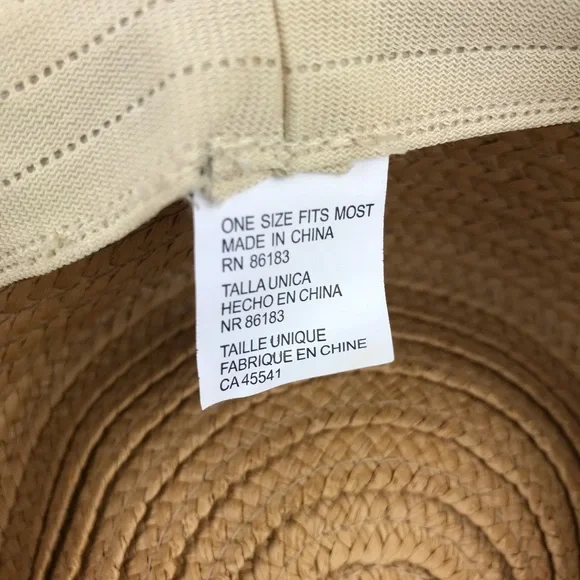 ONE SIZE FITS MOST
MADE IN CHINA
RN 86183
TALLA UNICA
HECHO EN CHINA
NR 86183
TAILLE UNIQUE
FABRIQUE EN CHINE
CA 45541